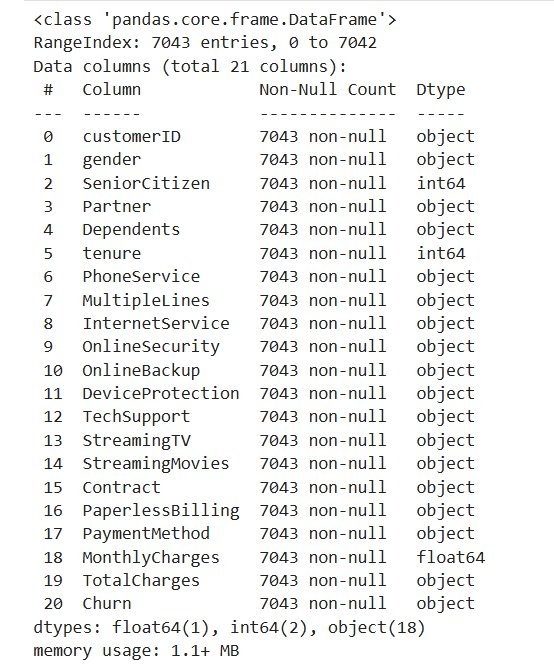 <class 'pandas.core.frame.DataFrame'>
RangeIndex: 7043 entries, 0 to 7042
Data columns (total 21 columns):
 #   Column            Non-Null Count  Dtype
---  ------            --------------  -----
 0   customerID        7043 non-null   object
 1   gender            7043 non-null   object
 2   SeniorCitizen     7043 non-null   int64
 3   Partner           7043 non-null   object
 4   Dependents        7043 non-null   object
 5   tenure            7043 non-null   int64
 6   PhoneService      7043 non-null   object
 7   MultipleLines     7043 non-null   object
 8   InternetService   7043 non-null   object
 9   OnlineSecurity    7043 non-null   object
 10  OnlineBackup      7043 non-null   object
 11  DeviceProtection  7043 non-null   object
 12  TechSupport       7043 non-null   object
 13  StreamingTV       7043 non-null   object
 14  StreamingMovies   7043 non-null   object
 15  Contract          7043 non-null   object
 16  PaperlessBilling  7043 non-null   object
 17  PaymentMethod     7043 non-null   object
 18  MonthlyCharges    7043 non-null   float64
 19  TotalCharges      7043 non-null   object
 20  Churn             7043 non-null   object
dtypes: float64(1), int64(2), object(18)
memory usage: 1.1+ MB